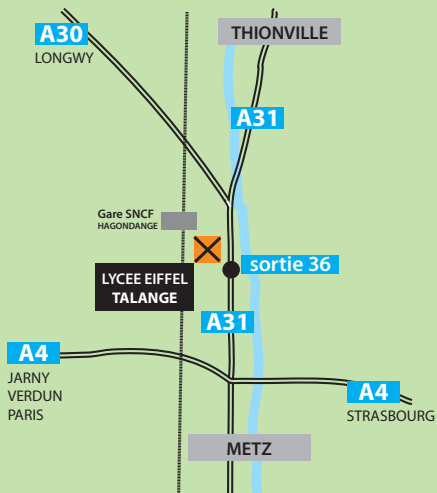 THIONVILLE
A30
LONGWY
A31
Gare SNCF
HAGONDANGE
sortie 36
LYCEE EIFFEL
TALANGE
A31
A4
JARNY
VERDUN
PARIS
A4
STRASBOURG
METZ